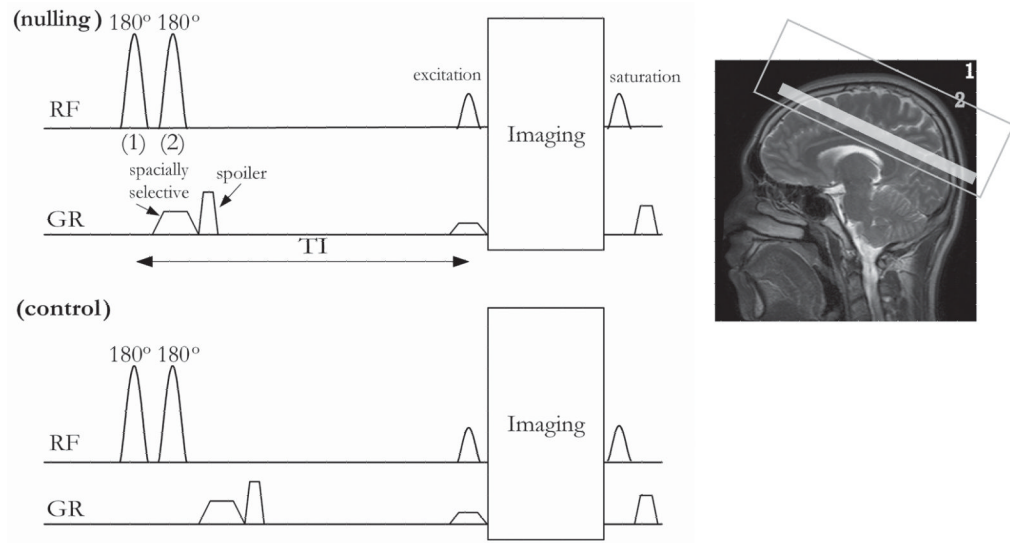 (nulling)
180° 180°
RF
(1) (2)
excitation
saturation
Imaging
spacially
selective
spoiler
GR
TI
(control)
180° 180°
RF
Imaging
GR
1
2